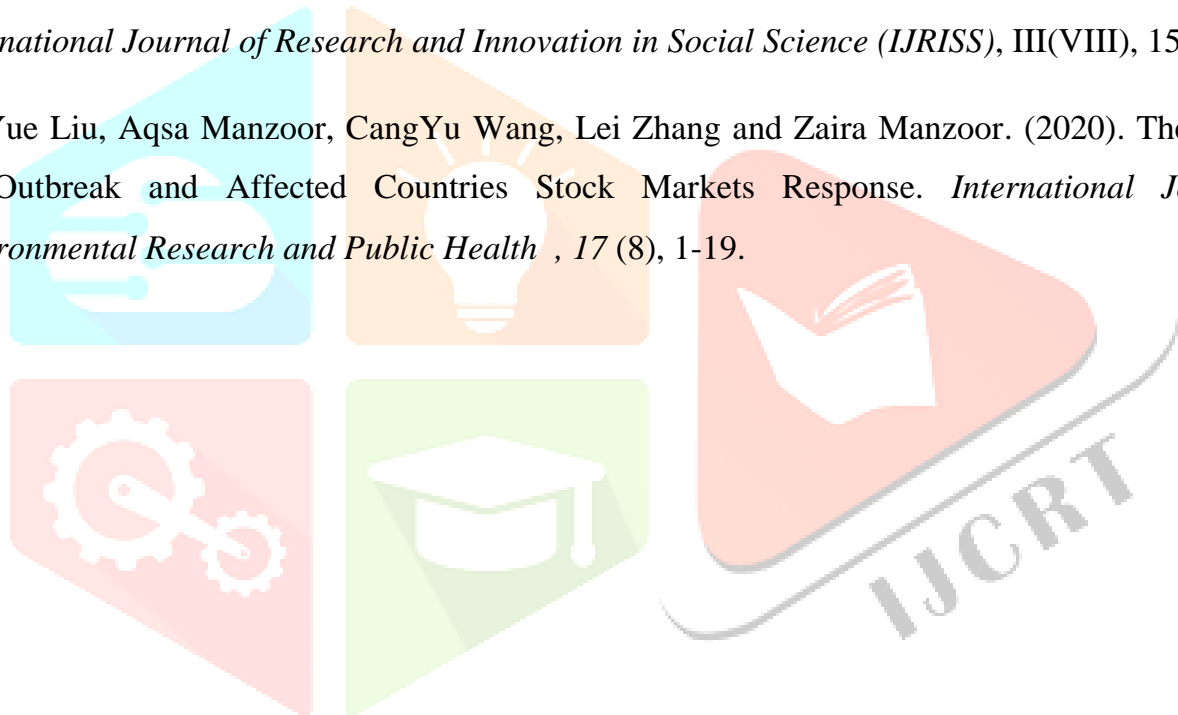 national Journal of Research and Innovation in Social Science (IJRISS), III(VIII), 15
Yue Liu, Aqsa Manzoor, CangYu Wang, Lei Zhang and Zaira Manzoor. (2020). The
Outbreak and Affected Countries Stock Markets Response. International J
ronmental Research and Public Health , 17 (8), 1-19.
IJCRT